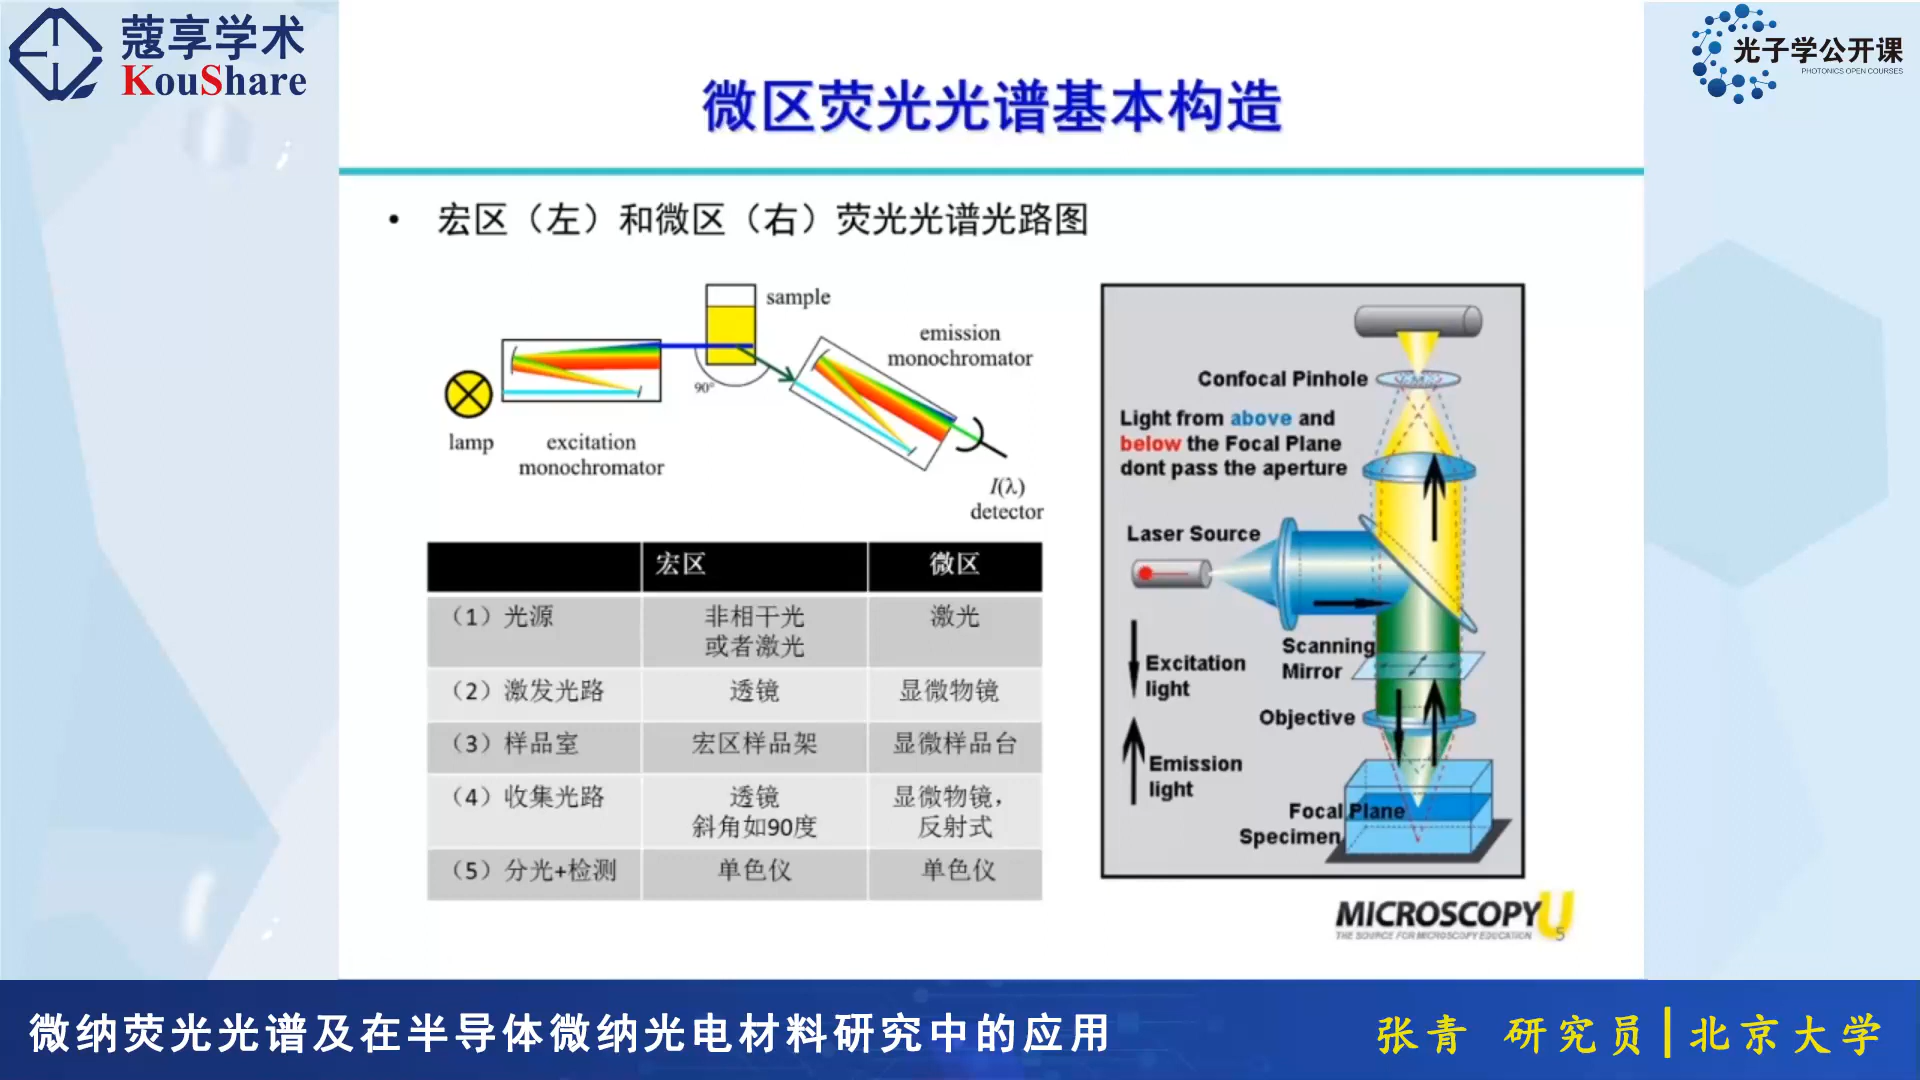 蔻享学术
KouShare
光子学公开课
PHOTONICS OPEN COURSES
微区荧光光谱基本构造
• 宏区（左）和微区（右）荧光光谱光路图
sample
emission
monochromator
90°
lamp
excitation
monochromator
I(λ)
detector
宏区 微区
（1）光源 非相干光或者激光 激光
（2）激发光路 透镜 显微物镜
（3）样品室 宏区样品架 显微样品台
（4）收集光路 透镜 斜角如90度 显微物镜，反射式
（5）分光+检测 单色仪 单色仪
Confocal Pinhole
Light from above and
below the Focal Plane
dont pass the aperture
Laser Source
Scanning
Mirror
Excitation
light
Objective
Emission
light
Focal Plane
Specimen
MICROSCOPYU
THE SOURCE FOR MICROSCOPY EDUCATION
5
微纳荧光光谱及在半导体微纳光电材料研究中的应用
张青 研究员|北京大学